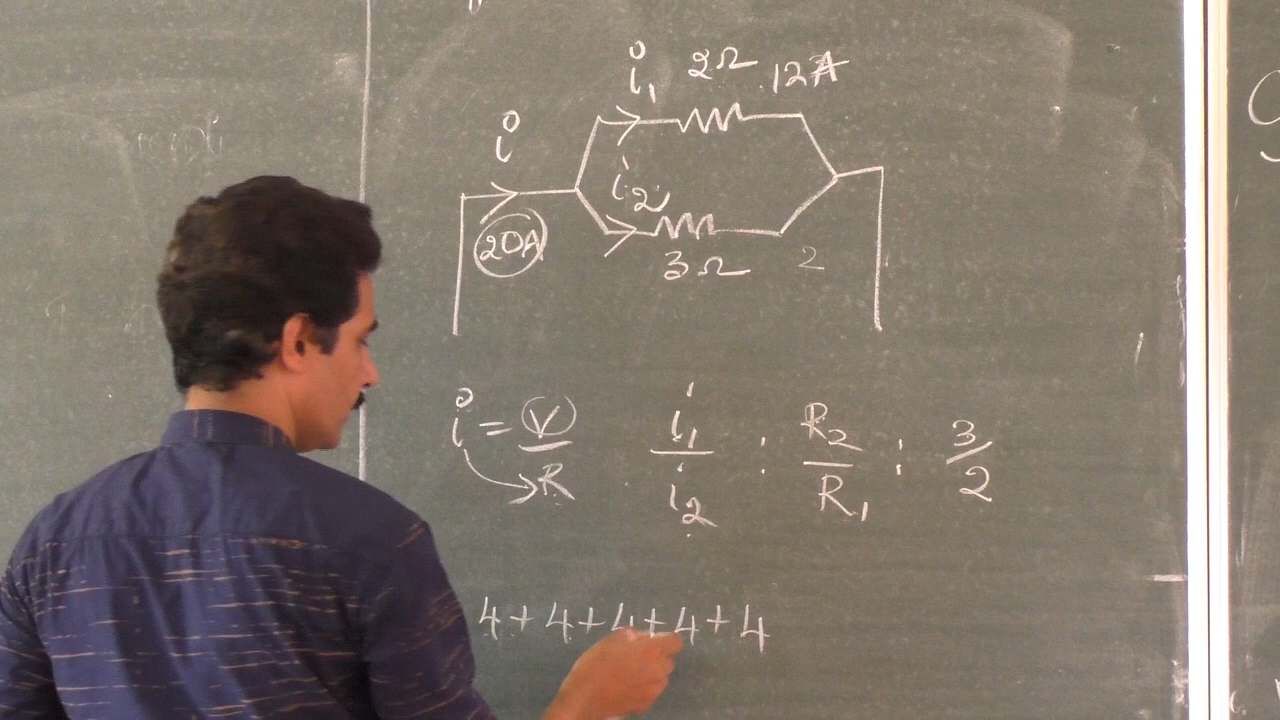 i₁ 2Ω 12A
i
i₂
20A
3Ω 2
i = V/R i₁/i₂ : R₂/R₁ : 3/2
4+4+4+4+4